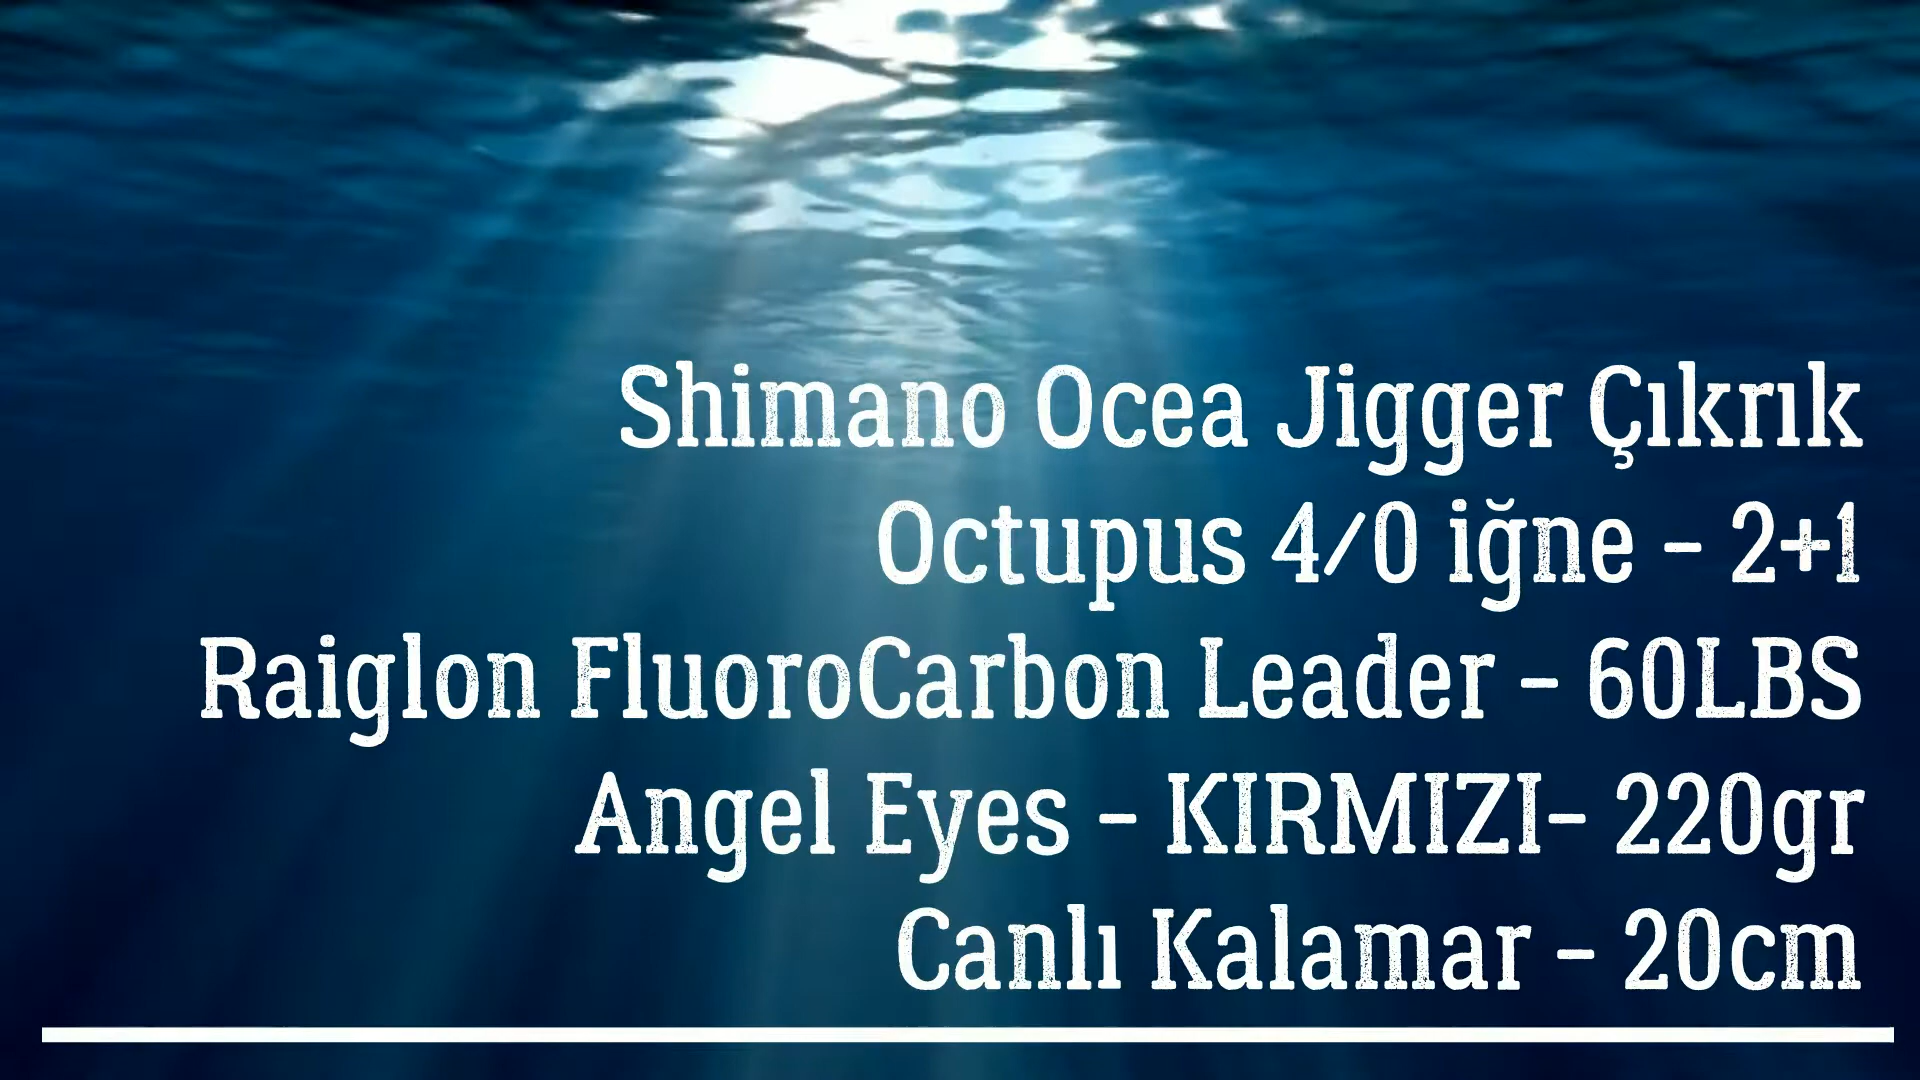 Shimano Ocea Jigger Çıkrık
Octupus 4/0 iğne - 2+1
Raiglon FluoroCarbon Leader - 60LBS
Angel Eyes - KIRMIZI- 220gr
Canlı Kalamar - 20cm